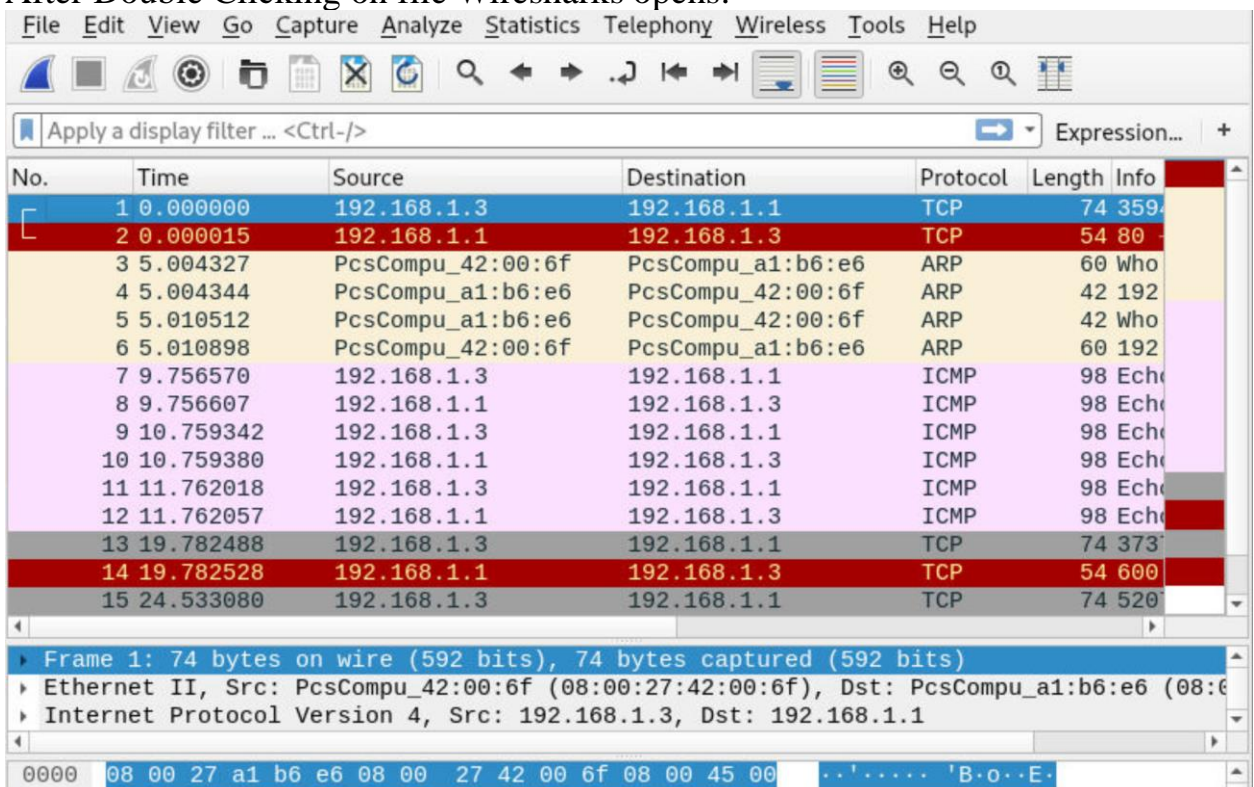 After Double Clicking on file Wiresharks opens:
File Edit View Go Capture Analyze Statistics Telephony Wireless Tools Help
Apply a display filter ... <Ctrl-/> Expression... +
No. Time Source Destination Protocol Length Info
1 0.000000 192.168.1.3 192.168.1.1 TCP 74 359
2 0.000015 192.168.1.1 192.168.1.3 TCP 54 80
3 5.004327 PcsCompu_42:00:6f PcsCompu_a1:b6:e6 ARP 60 Who
4 5.004344 PcsCompu_a1:b6:e6 PcsCompu_42:00:6f ARP 42 192
5 5.010512 PcsCompu_a1:b6:e6 PcsCompu_42:00:6f ARP 42 Who
6 5.010898 PcsCompu_42:00:6f PcsCompu_a1:b6:e6 ARP 60 192
7 9.756570 192.168.1.3 192.168.1.1 ICMP 98 Ech
8 9.756607 192.168.1.1 192.168.1.3 ICMP 98 Ech
9 10.759342 192.168.1.3 192.168.1.1 ICMP 98 Ech
10 10.759380 192.168.1.1 192.168.1.3 ICMP 98 Ech
11 11.762018 192.168.1.3 192.168.1.1 ICMP 98 Ech
12 11.762057 192.168.1.1 192.168.1.3 ICMP 98 Ech
13 19.782488 192.168.1.3 192.168.1.1 TCP 74 373
14 19.782528 192.168.1.1 192.168.1.3 TCP 54 600
15 24.533080 192.168.1.3 192.168.1.1 TCP 74 520
Frame 1: 74 bytes on wire (592 bits), 74 bytes captured (592 bits)
Ethernet II, Src: PcsCompu_42:00:6f (08:00:27:42:00:6f), Dst: PcsCompu_a1:b6:e6 (08:0
Internet Protocol Version 4, Src: 192.168.1.3, Dst: 192.168.1.1
0000 08 00 27 a1 b6 e6 08 00 27 42 00 6f 08 00 45 00 ··'····· 'B·o··E·